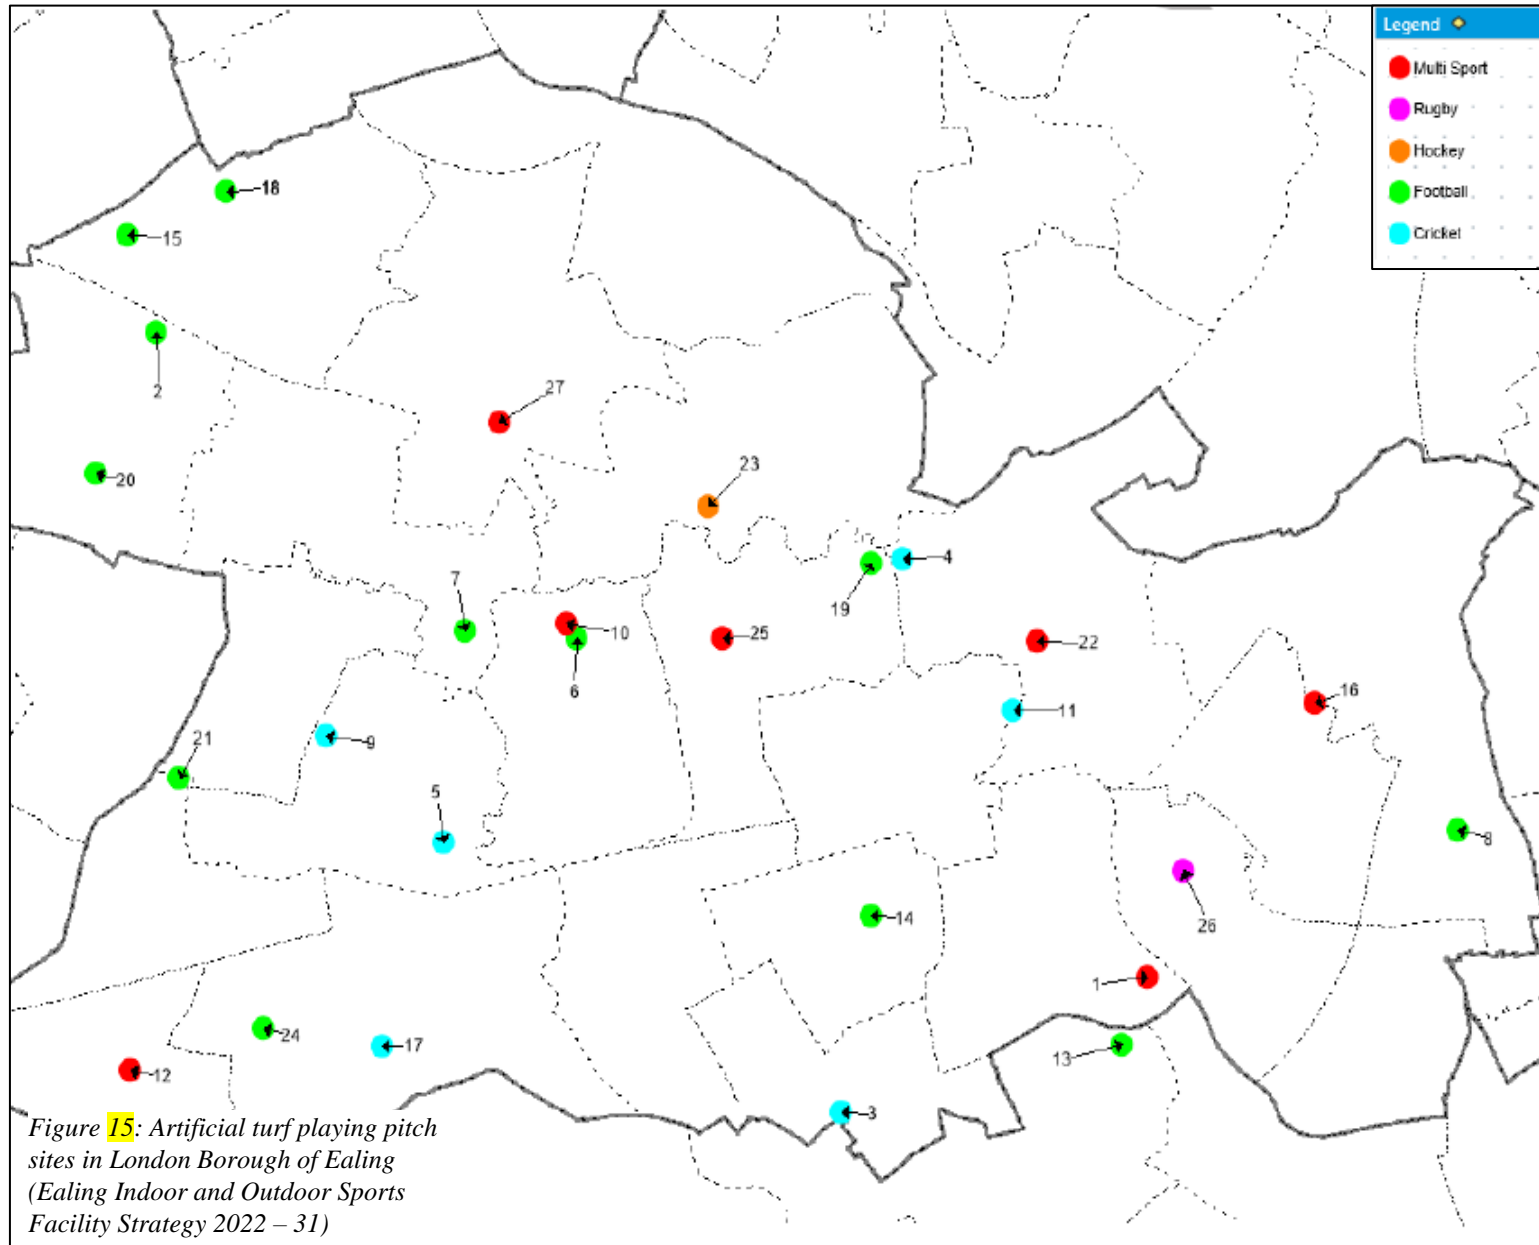 Legend
Multi Sport
Rugby
Hockey
Football
Cricket
18
15
2
27
20
23
4
19
7
10
25
6
22
16
11
9
21
5
8
14
26
1
24
17
13
12
3
Figure 15: Artificial turf playing pitch
sites in London Borough of Ealing
(Ealing Indoor and Outdoor Sports
Facility Strategy 2022 – 31)